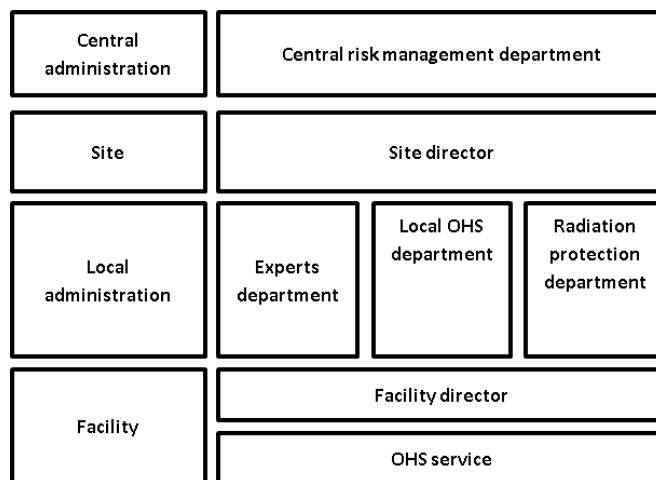 Central
administration
Central risk management department
Site
Site director
Local
administration
Experts
department
Local OHS
department
Radiation
protection
department
Facility
Facility director
OHS service